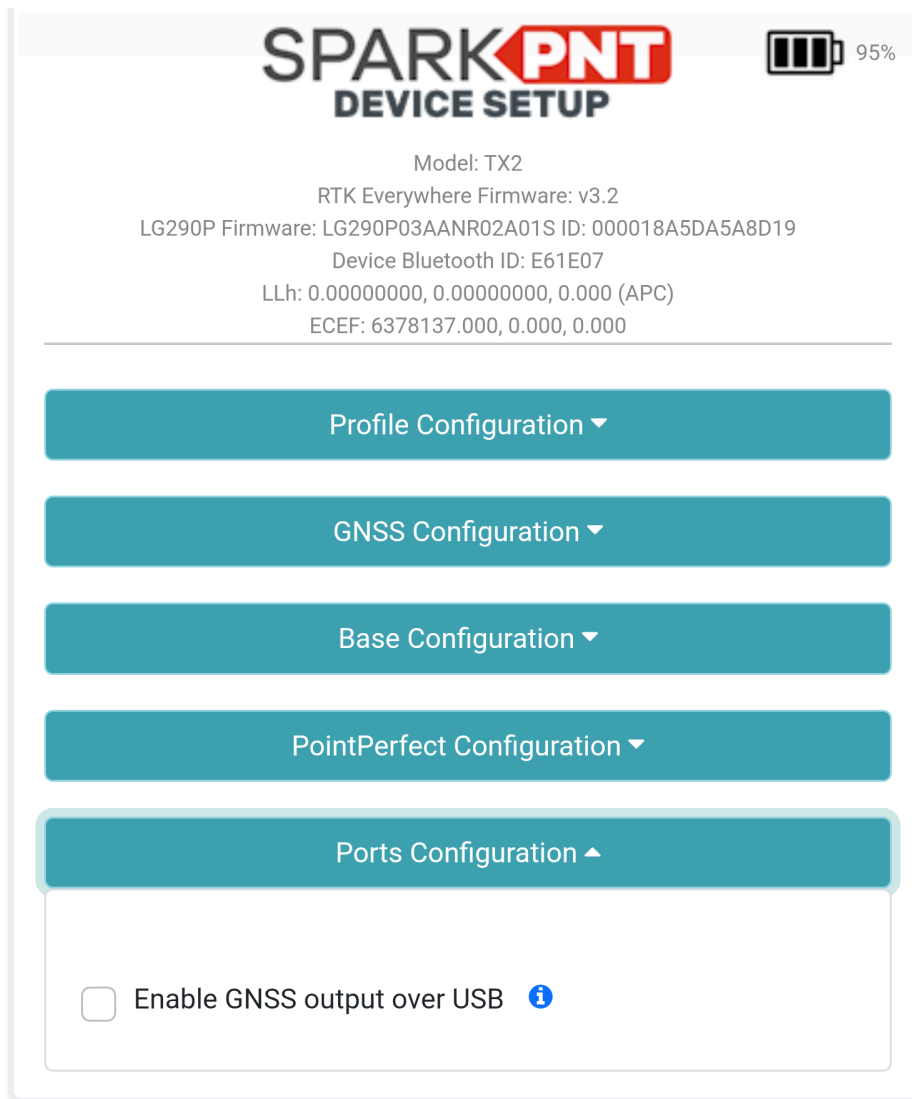 SPARK PNT
DEVICE SETUP
95%
Model: TX2
RTK Everywhere Firmware: v3.2
LG290P Firmware: LG290P03AANR02A01S ID: 000018A5DA5A8D19
Device Bluetooth ID: E61E07
LLh: 0.00000000, 0.00000000, 0.000 (APC)
ECEF: 6378137.000, 0.000, 0.000
Profile Configuration
GNSS Configuration
Base Configuration
PointPerfect Configuration
Ports Configuration
Enable GNSS output over USB